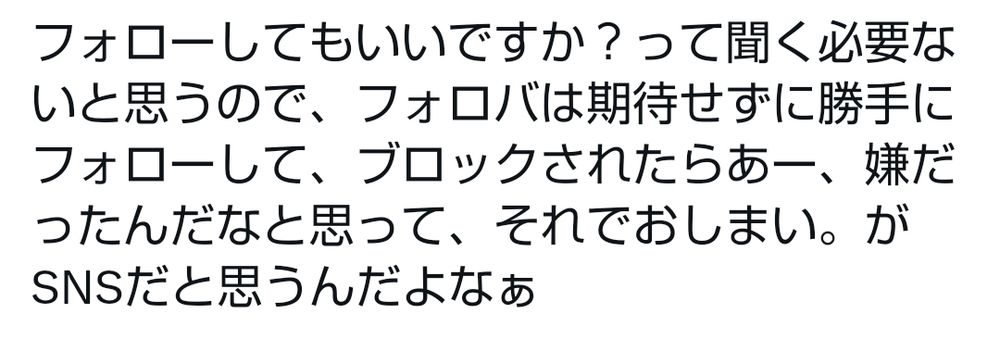 フォローしてもいいですか？って聞く必要な
いと思うので、フォロバは期待せずに勝手に
フォローして、ブロックされたらあー、嫌だ
ったんだなと思って、それでおしまい。が
SNSだと思うんだよなぁ